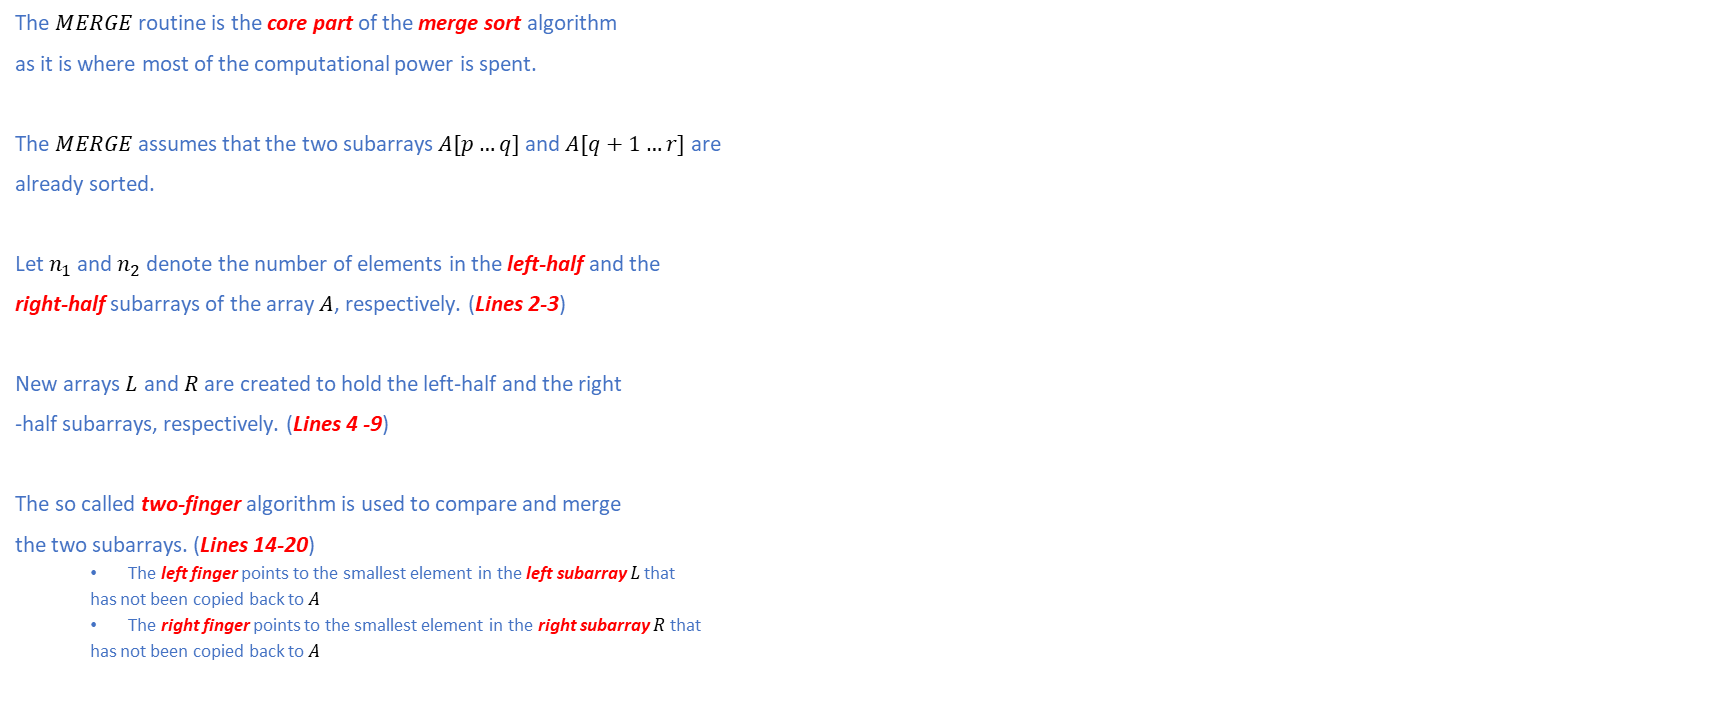 The MERGE routine is the core part of the merge sort algorithm
as it is where most of the computational power is spent.
The MERGE assumes that the two subarrays A[p … q] and A[q + 1 … r] are
already sorted.
Let n₁ and n₂ denote the number of elements in the left-half and the
right-half subarrays of the array A, respectively. (Lines 2-3)
New arrays L and R are created to hold the left-half and the right
-half subarrays, respectively. (Lines 4 -9)
The so called two-finger algorithm is used to compare and merge
the two subarrays. (Lines 14-20)
• The left finger points to the smallest element in the left subarray L that
has not been copied back to A
• The right finger points to the smallest element in the right subarray R that
has not been copied back to A